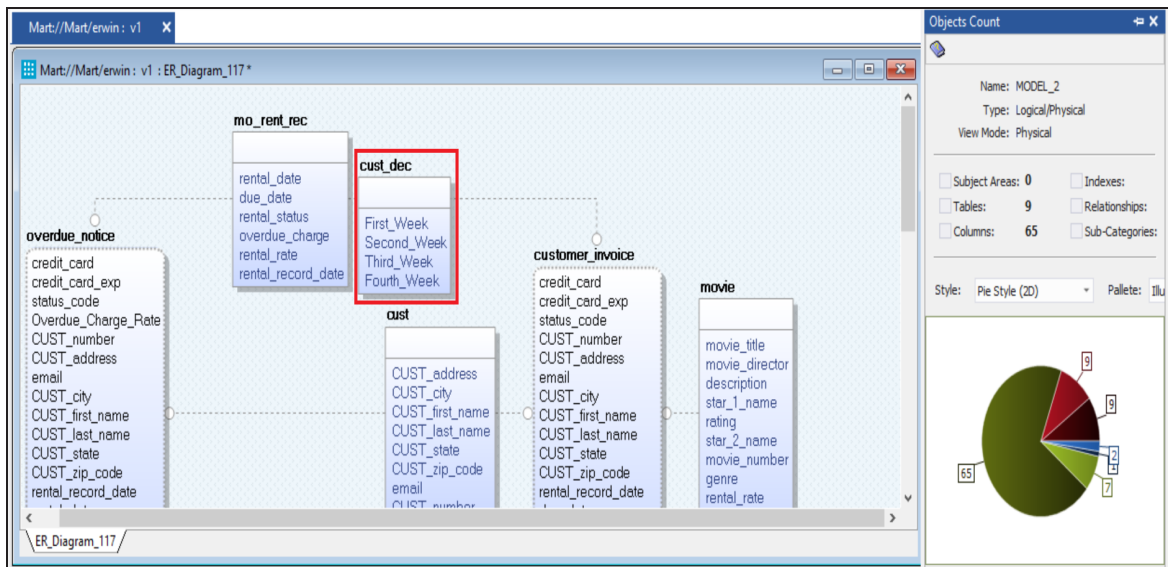 Mart://Mart/erwin : v1 X
Mart://Mart/erwin : v1 : ER_Diagram_117 *
mo_rent_rec
rental_date
due_date
rental_status
overdue_charge
rental_rate
rental_record_date
cust_dec
First_Week
Second_Week
Third_Week
Fourth_Week
overdue_notice
credit_card
credit_card_exp
status_code
Overdue_Charge_Rate
CUST_number
CUST_address
email
CUST_city
CUST_first_name
CUST_last_name
CUST_state
CUST_zip_code
rental_record_date
cust
CUST_address
CUST_city
CUST_first_name
CUST_last_name
CUST_state
CUST_zip_code
email
CUST_number
customer_invoice
credit_card
credit_card_exp
status_code
CUST_number
CUST_address
email
CUST_city
CUST_first_name
CUST_last_name
CUST_state
CUST_zip_code
rental_record_date
movie
movie_title
movie_director
description
star_1_name
rating
star_2_name
movie_number
genre
rental_rate
ER_Diagram_117
Objects Count
Name: MODEL_2
Type: Logical/Physical
View Mode: Physical
Subject Areas: 0 Indexes:
Tables: 9 Relationships:
Columns: 65 Sub-Categories:
Style: Pie Style (2D) Pallete: Illu
9
9
2
1
7
65